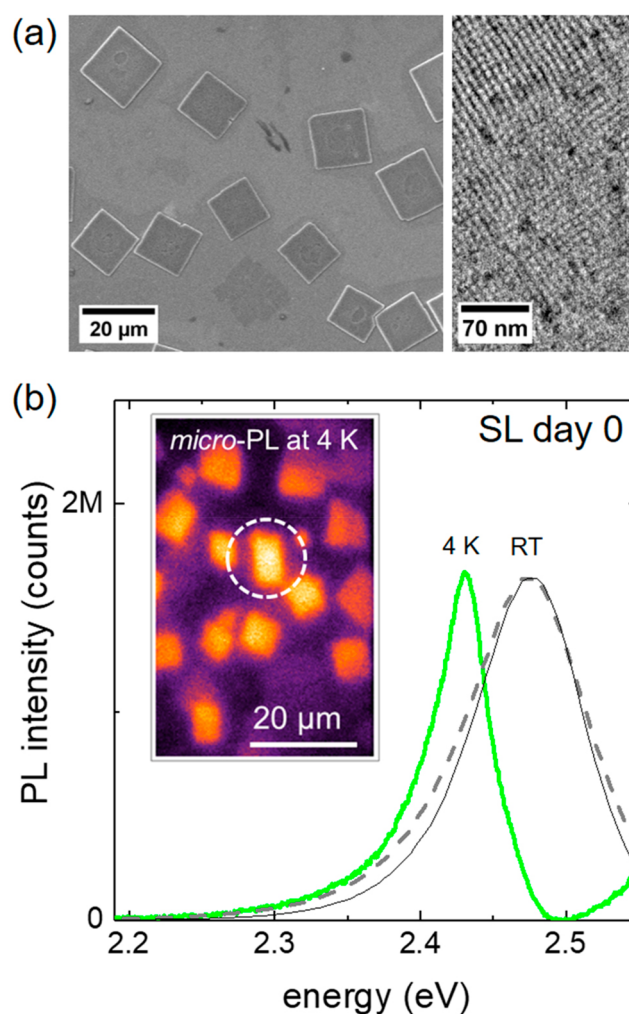 (a)
20 µm
70 nm
(b)
SL day 0
micro-PL at 4 K
2M
4 K
RT
20 µm
PL intensity (counts)
0
2.2
2.3
2.4
2.5
energy (eV)